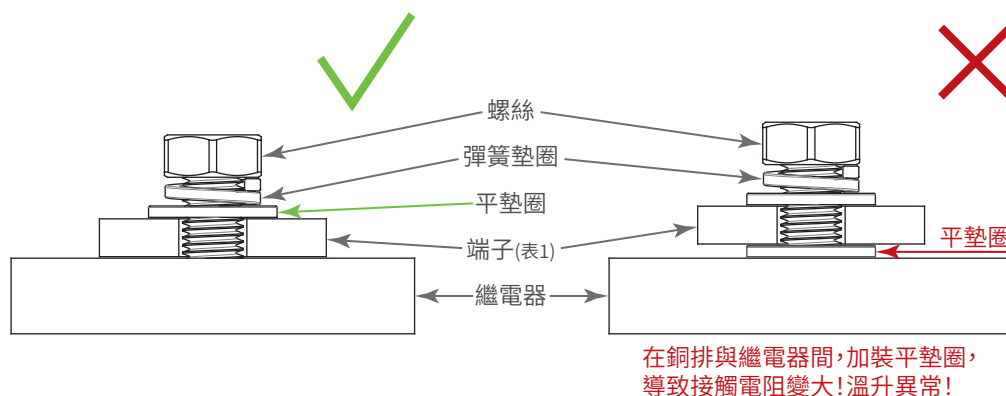 螺絲
彈簧墊圈
平墊圈
端子(表1)
平墊圈
繼電器
在銅排與繼電器間,加裝平墊圈,
導致接觸電阻變大!溫升異常!